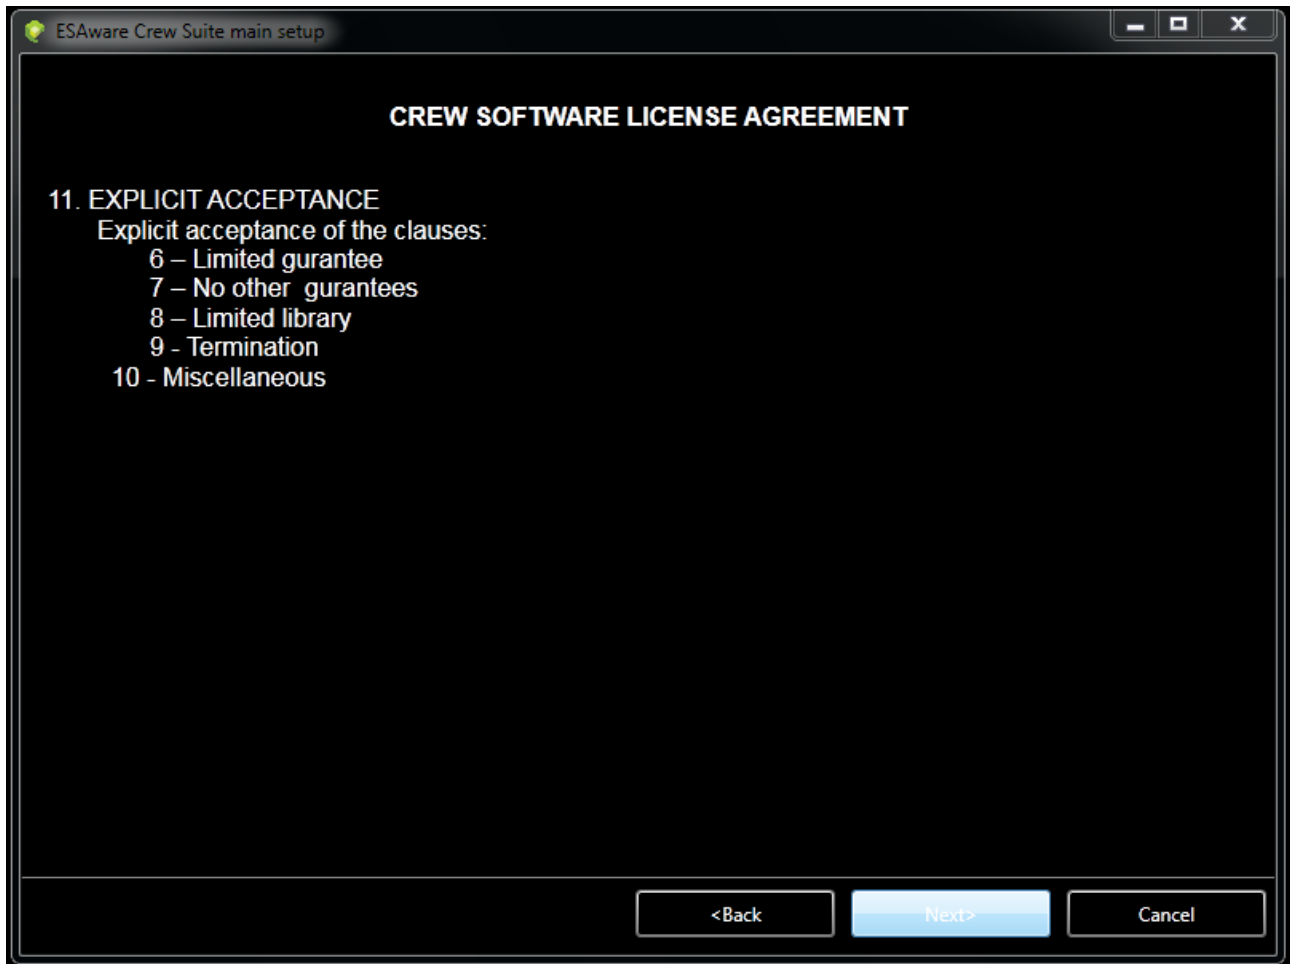 ESAware Crew Suite main setup
CREW SOFTWARE LICENSE AGREEMENT
11. EXPLICIT ACCEPTANCE
Explicit acceptance of the clauses:
6 – Limited gurantee
7 – No other  gurantees
8 – Limited library
9 - Termination
10 - Miscellaneous
<Back
Next>
Cancel